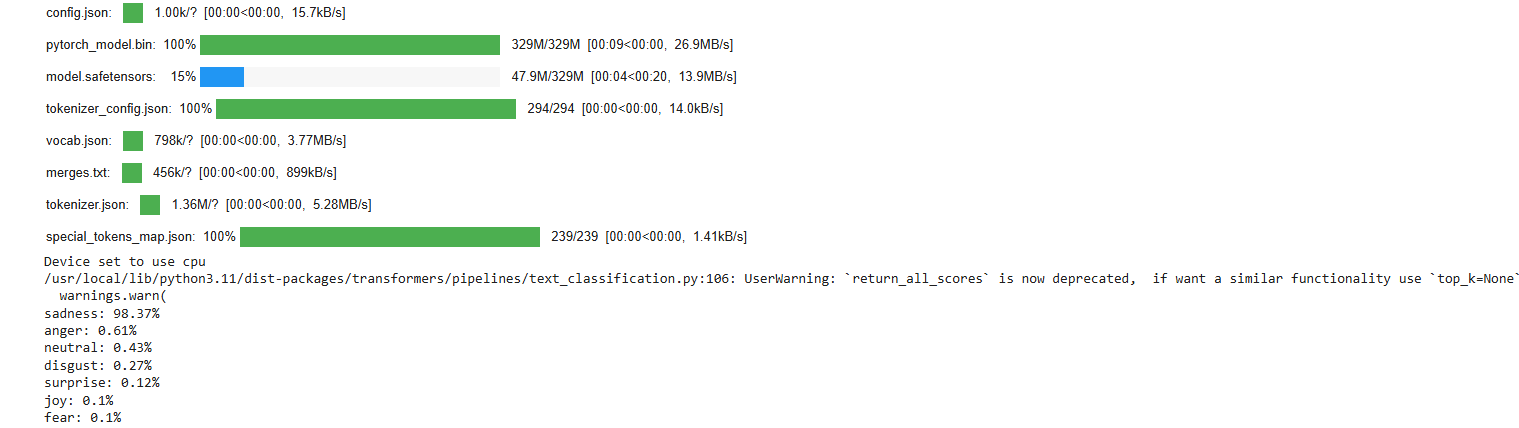 config.json: 1.00k/? [00:00<00:00, 15.7kB/s]
pytorch_model.bin: 100% 329M/329M [00:09<00:00, 26.9MB/s]
model.safetensors: 15% 47.9M/329M [00:04<00:20, 13.9MB/s]
tokenizer_config.json: 100% 294/294 [00:00<00:00, 14.0kB/s]
vocab.json: 798k/? [00:00<00:00, 3.77MB/s]
merges.txt: 456k/? [00:00<00:00, 899kB/s]
tokenizer.json: 1.36M/? [00:00<00:00, 5.28MB/s]
special_tokens_map.json: 100% 239/239 [00:00<00:00, 1.41kB/s]
Device set to use cpu
/usr/local/lib/python3.11/dist-packages/transformers/pipelines/text_classification.py:106: UserWarning: `return_all_scores` is now deprecated,  if want a similar functionality use `top_k=None`
  warnings.warn(
sadness: 98.37%
anger: 0.61%
neutral: 0.43%
disgust: 0.27%
surprise: 0.12%
joy: 0.1%
fear: 0.1%